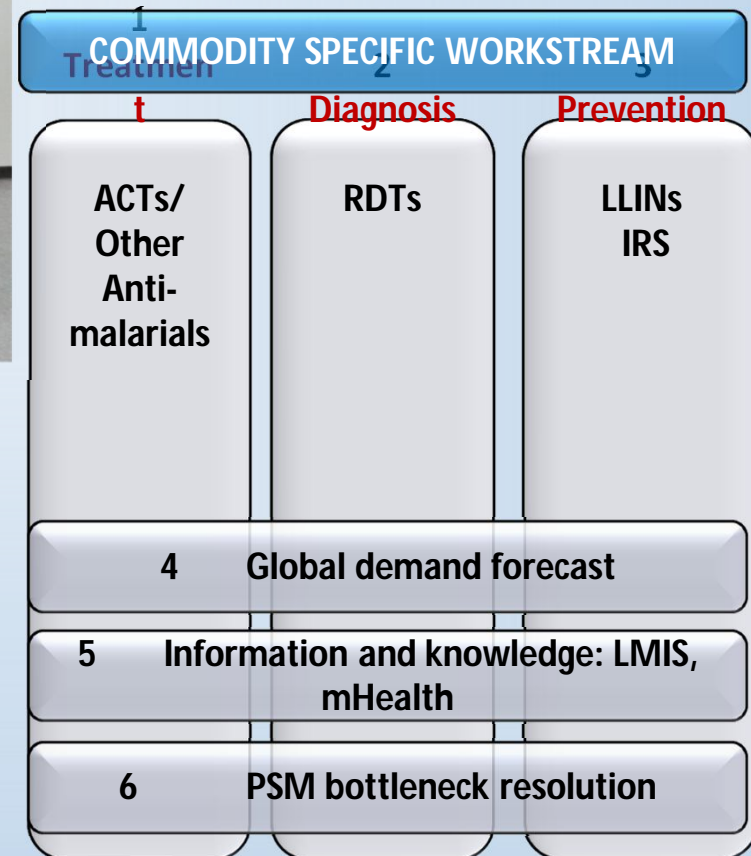 1
COMMODITY SPECIFIC WORKSTREAM
Treatmen 2 3
t Diagnosis Prevention
ACTs/
Other
Anti-
malarials
RDTs
LLINs
IRS
4 Global demand forecast
5 Information and knowledge: LMIS,
mHealth
6 PSM bottleneck resolution